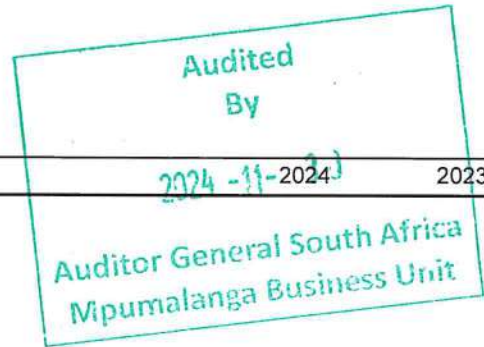 Audited
By
2024 -11-
2024 2023
Auditor General South Africa
Mpumalanga Business Unit